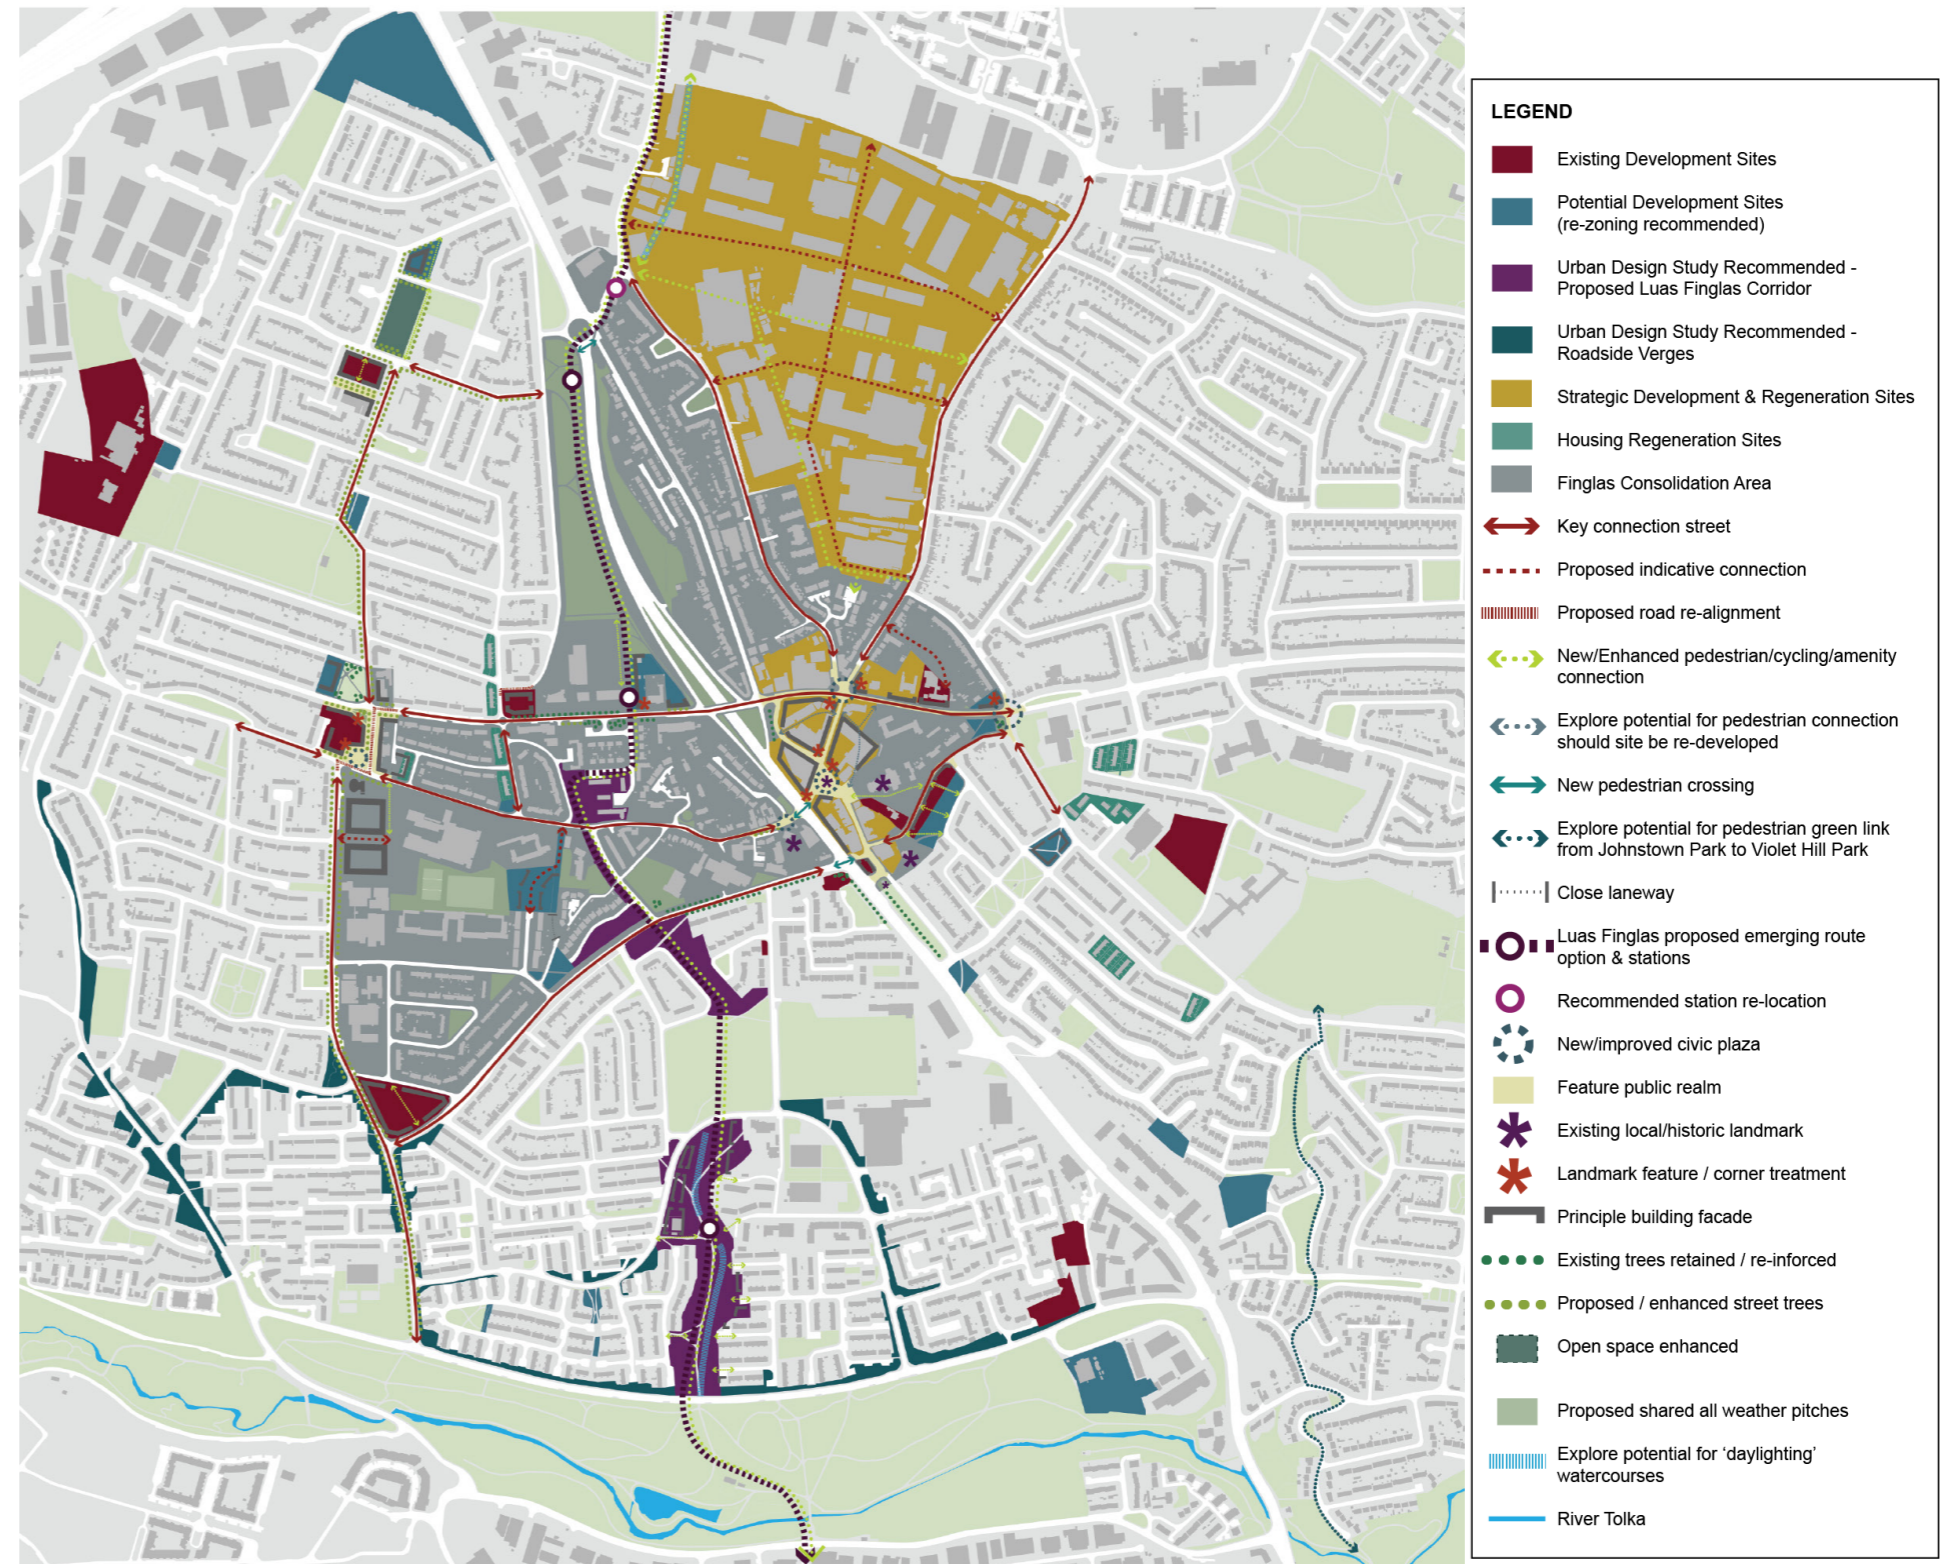 LEGEND
Existing Development Sites
Potential Development Sites
(re-zoning recommended)
Urban Design Study Recommended -
Proposed Luas Finglas Corridor
Urban Design Study Recommended -
Roadside Verges
Strategic Development & Regeneration Sites
Housing Regeneration Sites
Finglas Consolidation Area
Key connection street
Proposed indicative connection
Proposed road re-alignment
New/Enhanced pedestrian/cycling/amenity
connection
Explore potential for pedestrian connection
should site be re-developed
New pedestrian crossing
Explore potential for pedestrian green link
from Johnstown Park to Violet Hill Park
Close laneway
Luas Finglas proposed emerging route
option & stations
Recommended station re-location
New/improved civic plaza
Feature public realm
Existing local/historic landmark
Landmark feature / corner treatment
Principle building facade
Existing trees retained / re-inforced
Proposed / enhanced street trees
Open space enhanced
Proposed shared all weather pitches
Explore potential for ‘daylighting’
watercourses
River Tolka